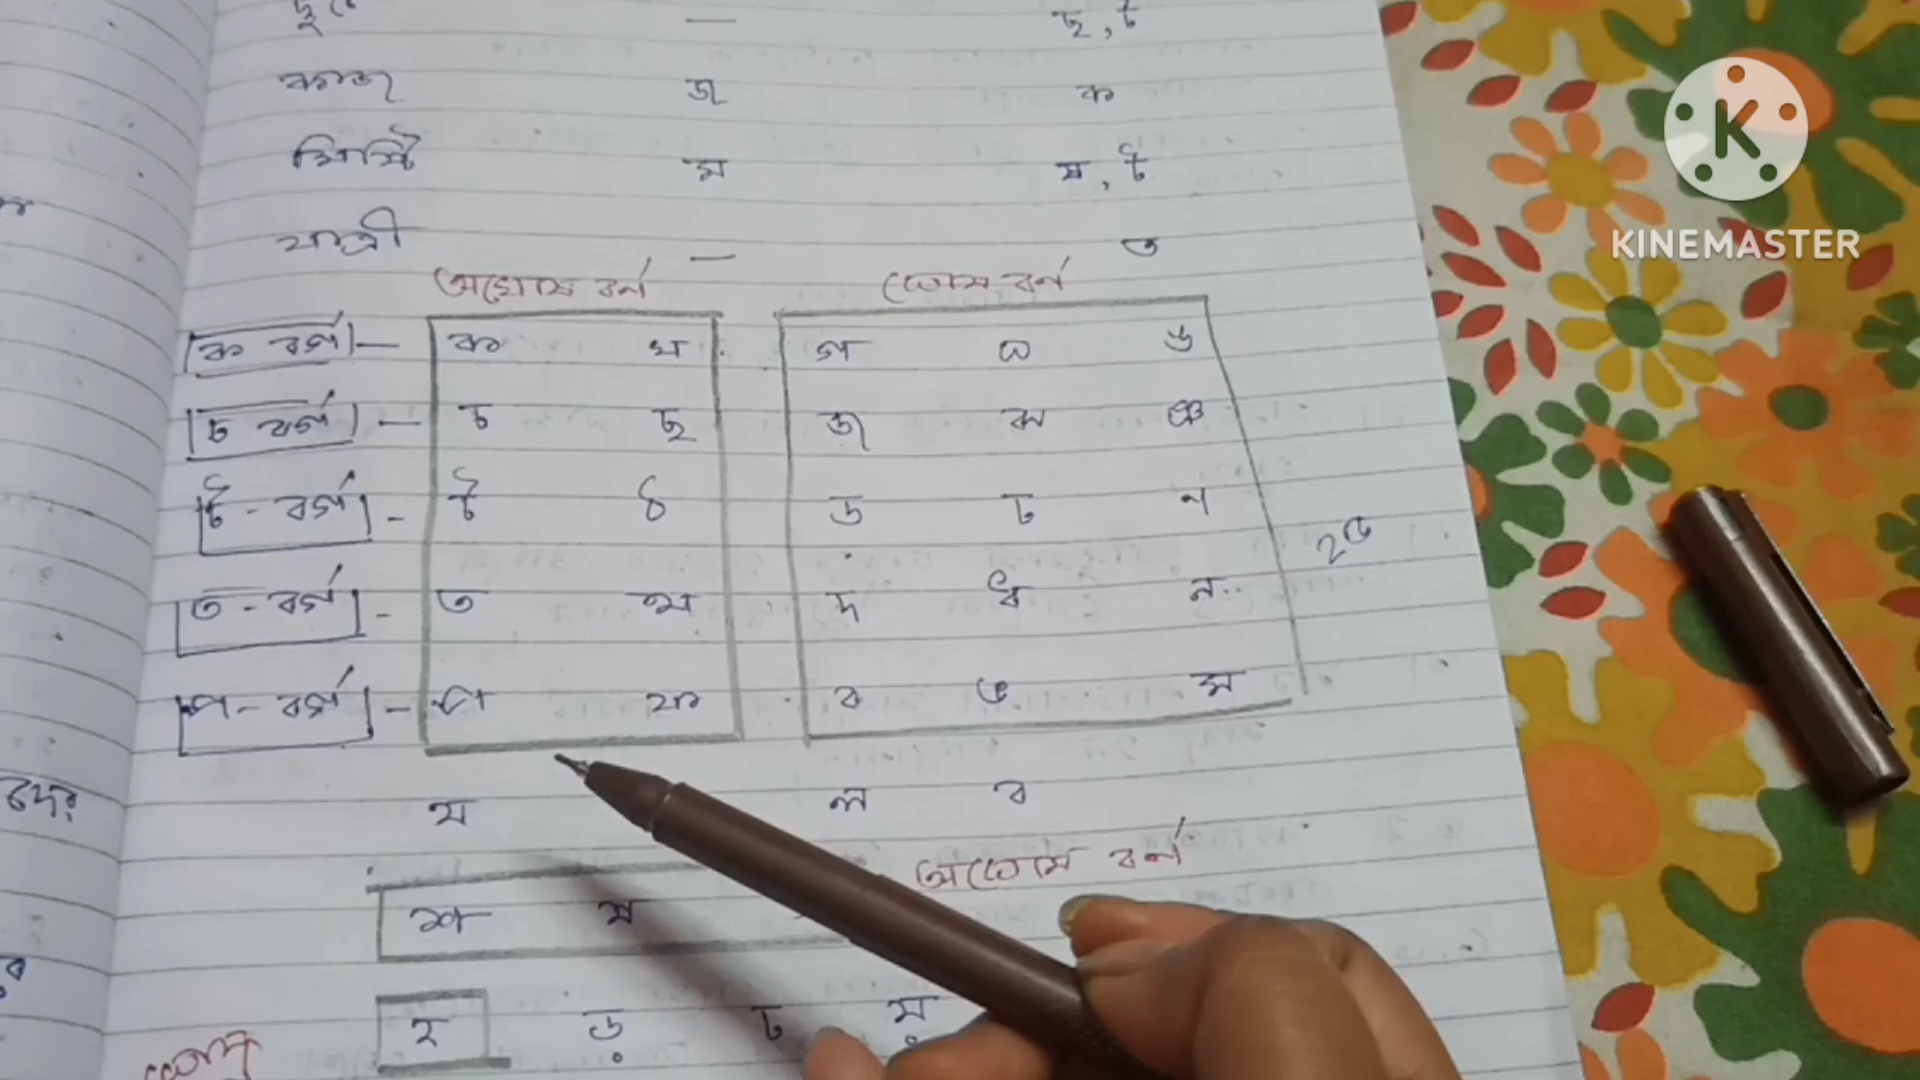 কাজ জ ক
মিষ্টি ম ষ, ট
যাত্রী — ত
অঘোষ বর্ন ঘোষ বর্ন
ক বর্গ — ক খ গ ঘ ঙ
চ বর্গ — চ ছ জ ঝ ঞ
ট - বর্গ - ট ঠ ড ঢ ণ
২৫
ত - বর্গ - ত থ দ ধ ন
প - বর্গ - প ফ ব ভ ম
য ল ব
অঘোষ বর্ন
শ ষ
হ ড় ঢ য়
K
KINEMASTER